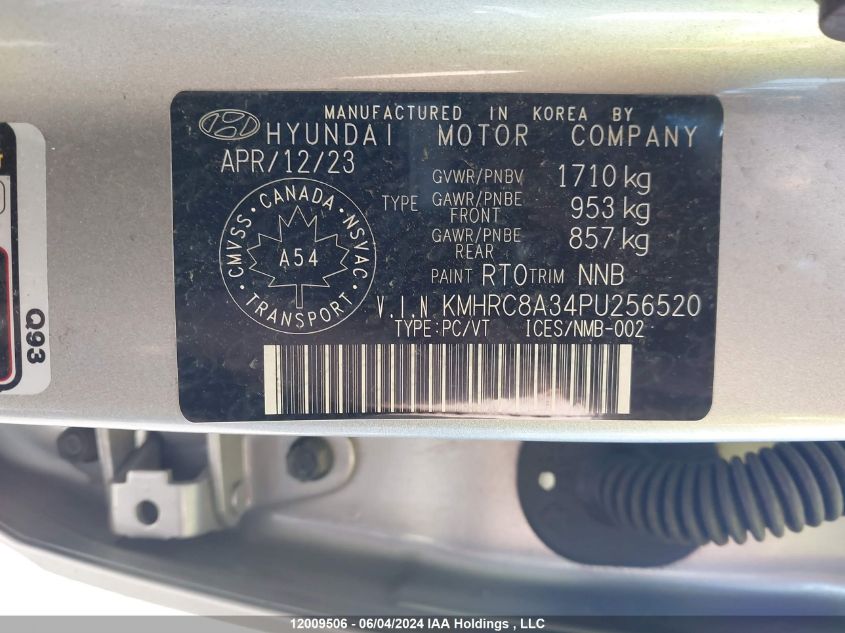 MANUFACTURED IN KOREA BY
HYUNDAI MOTOR COMPANY
APR/12/23
GVWR/PNBV 1710 kg
TYPE GAWR/PNBE FRONT 953 kg
GAWR/PNBE REAR 857 kg
PAINT RTO TRIM NNB
CMVSS · CANADA · NSVAC · TRANSPORT ·
A54
V.I.N KMHRC8A34PU256520
TYPE:PC/VT ICES/NMB-002
Q93
12009506 - 06/04/2024 IAA Holdings , LLC